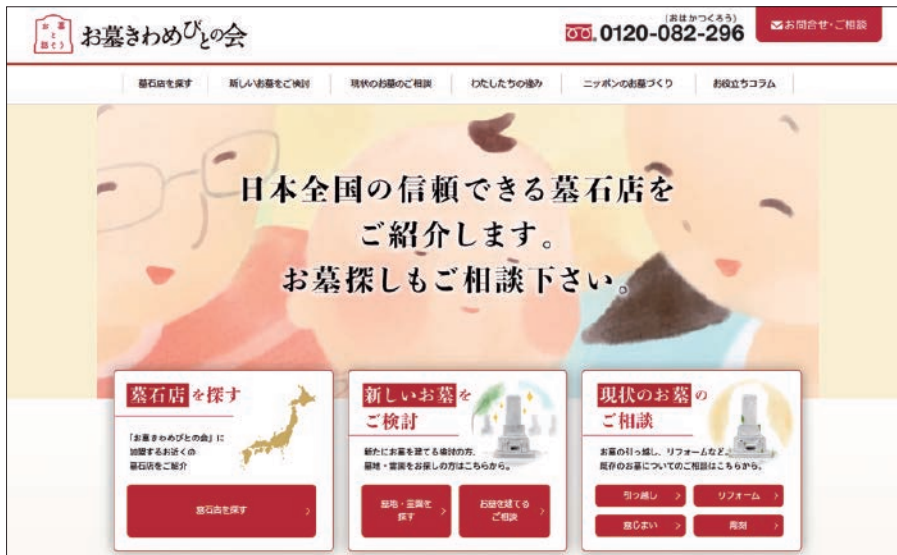 お墓と語ろう
お墓きわめびとの会
(おはかつくろう)
0120-082-296
お問合せ・ご相談
墓石店を探す
新しいお墓をご検討
現状のお墓のご相談
わたしたちの強み
ニッポンのお墓づくり
お役立ちコラム
日本全国の信頼できる墓石店を
ご紹介します。
お墓探しもご相談下さい。
墓石店を探す
「お墓きわめびとの会」に
加盟するお近くの
墓石店をご紹介
墓石店を探す
新しいお墓を
ご検討
新たにお墓を建てる検討の方、
墓地・霊園をお探しの方はこちらから。
墓地・霊園を
探す
お墓を建てる
ご相談
現状のお墓の
ご相談
お墓の引っ越し、リフォームなど、
既存のお墓についてのご相談はこちらから。
引っ越し
リフォーム
墓じまい
彫刻